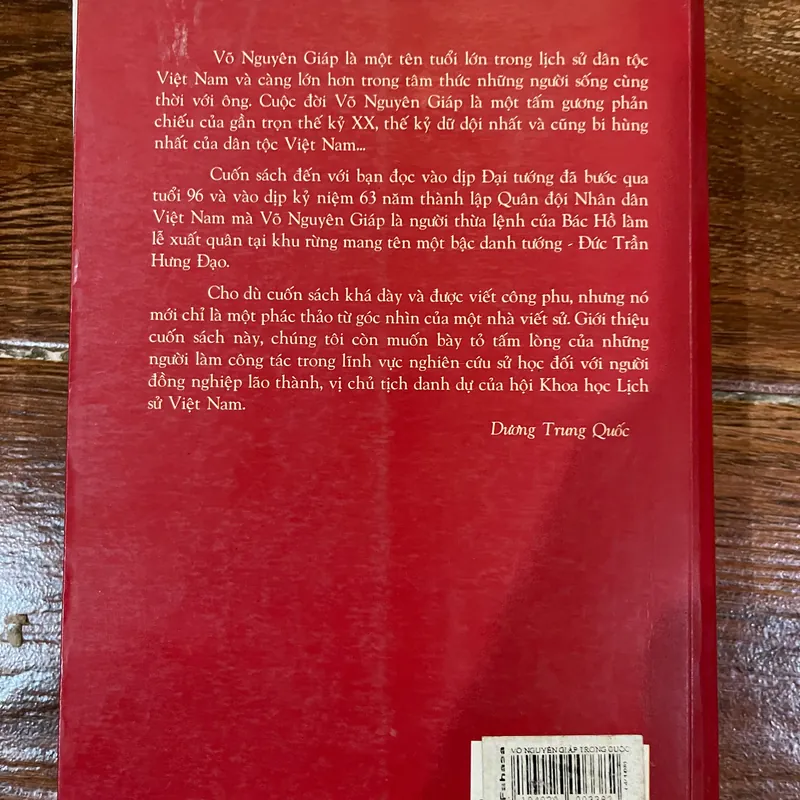 Võ Nguyên Giáp là một tên tuổi lớn trong lịch sử dân tộc
Việt Nam và càng lớn hơn trong tâm thức những người sống cùng
thời với ông. Cuộc đời Võ Nguyên Giáp là một tấm gương phản
chiếu của gần trọn thế kỷ XX, thế kỷ dữ dội nhất và cũng bi hùng
nhất của dân tộc Việt Nam...
Cuốn sách đến với bạn đọc vào dịp Đại tướng đã bước qua
tuổi 96 và vào dịp kỷ niệm 63 năm thành lập Quân đội Nhân dân
Việt Nam mà Võ Nguyên Giáp là người thừa lệnh của Bác Hồ làm
lễ xuất quân tại khu rừng mang tên một bậc danh tướng - Đức Trần
Hưng Đạo.
Cho dù cuốn sách khá dày và được viết công phu, nhưng nó
mới chỉ là một phác thảo từ góc nhìn của một nhà viết sử. Giới thiệu
cuốn sách này, chúng tôi còn muốn bày tỏ tấm lòng của những
người làm công tác trong lĩnh vực nghiên cứu sử học đối với người
đồng nghiệp lão thành, vị chủ tịch danh dự của hội Khoa học Lịch
sử Việt Nam.
Dương Trung Quốc
VÕ NGUYÊN GIÁP TRONG CUỘC
Fahasa